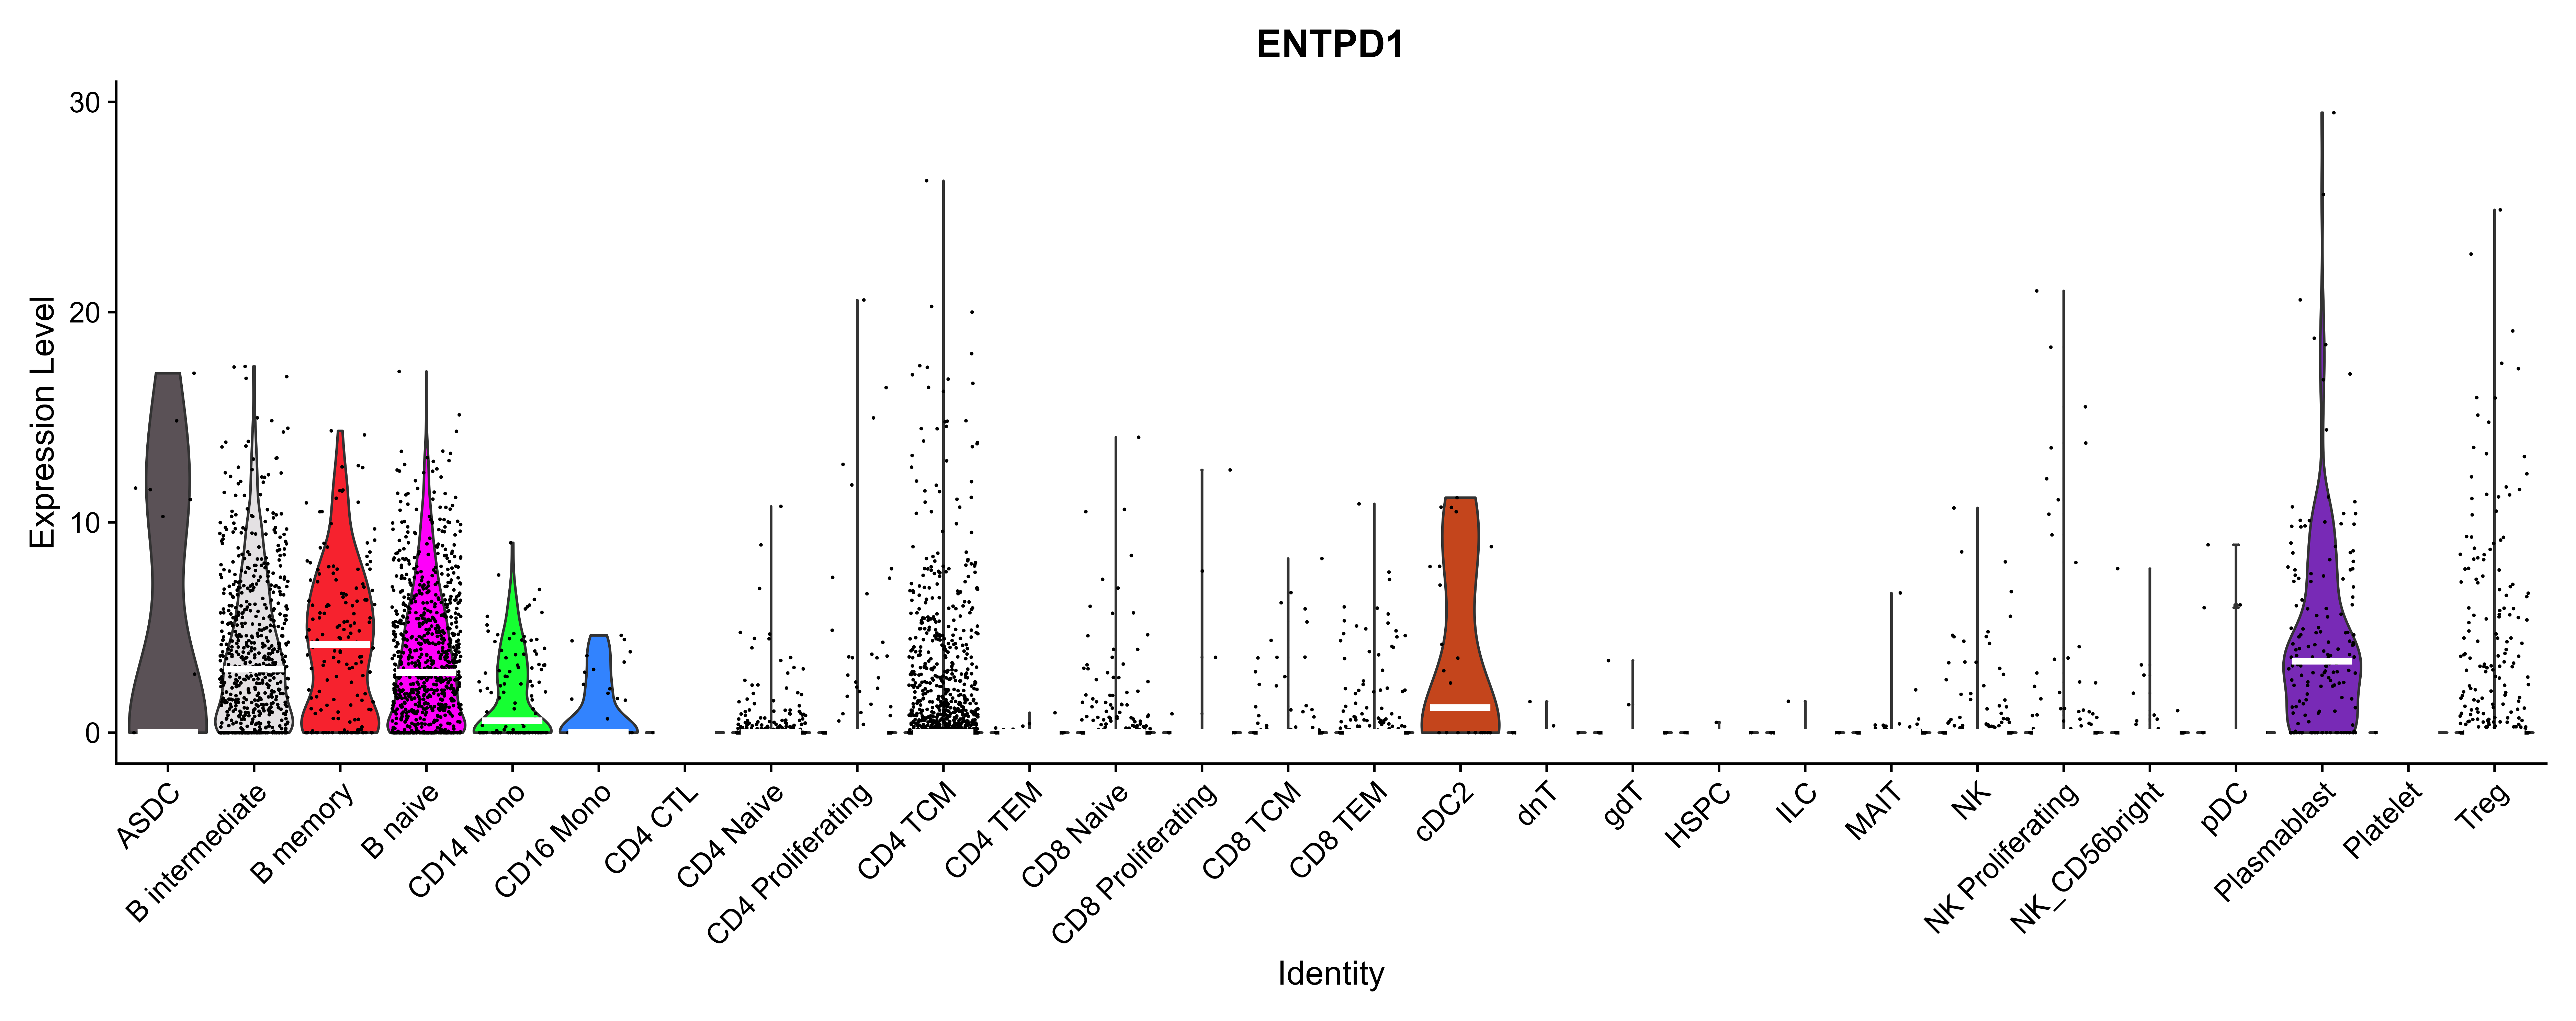 ENTPD1
Expression Level
30
20
10
0
ASDC
B intermediate
B memory
B naive
CD14 Mono
CD16 Mono
CD4 CTL
CD4 Naive
CD4 Proliferating
CD4 TCM
CD4 TEM
CD8 Naive
CD8 Proliferating
CD8 TCM
CD8 TEM
cDC2
dnT
gdT
HSPC
ILC
MAIT
NK
NK Proliferating
NK_CD56bright
pDC
Plasmablast
Platelet
Treg
Identity